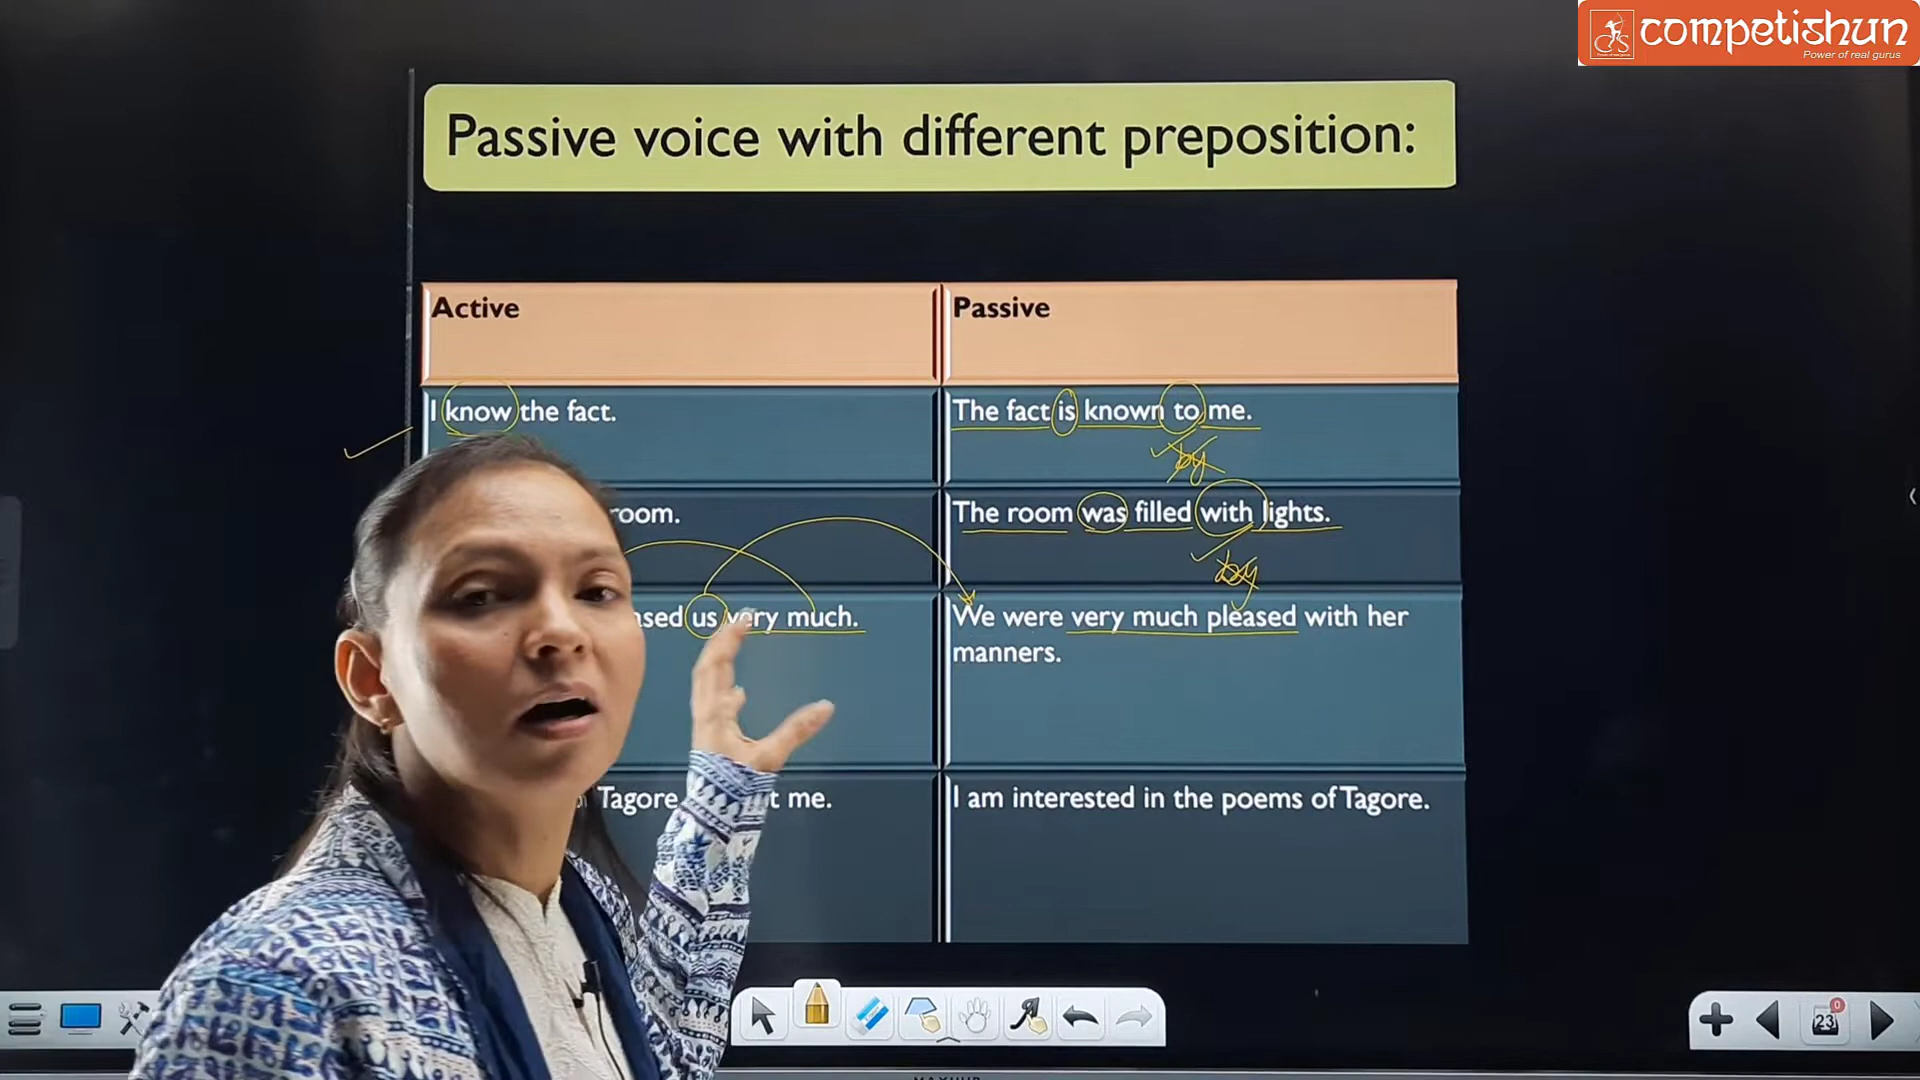 competishun
Power of real gurus
Passive voice with different preposition:
Active
Passive
I know the fact.
The fact is known to me.
by
room.
The room was filled with lights.
by
us very much.
We were very much pleased with her
manners.
Tagore
me.
I am interested in the poems of Tagore.
23
0